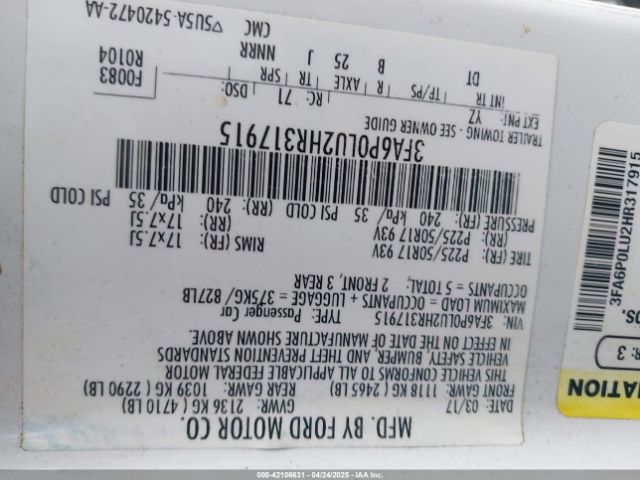 MFD. BY FORD MOTOR CO.
DATE: 03/17 GVWR: 2136 KG ( 4710 LB)
FRONT GAWR: 1118 KG ( 2465 LB) REAR GAWR: 1039 KG ( 2290 LB)
THIS VEHICLE CONFORMS TO ALL APPLICABLE FEDERAL MOTOR
VEHICLE SAFETY, BUMPER, AND THEFT PREVENTION STANDARDS
IN EFFECT ON THE DATE OF MANUFACTURE SHOWN ABOVE.
VIN: 3FA6P0LU2HR317915 TYPE: Passenger Car
MAXIMUM LOAD = OCCUPANTS + LUGGAGE = 375KG/ 827LB
OCCUPANTS = 5 TOTAL: 2 FRONT, 3 REAR
TIRE (FR): P225/50R17 93V RIMS (FR): 17x7.5J
(RR): P225/50R17 93V (RR): 17x7.5J
PRESSURE (FR): 240 kPa/ 35 PSI COLD (RR): 240 kPa/ 35 PSI COLD
3FA6P0LU2HR317915
TRAILER TOWING - SEE OWNER GUIDE
EXT PNT: YZ RC: 71 DSO: F0083
INT TR TP/PS R AXLE TR SPR R0104
DT B 25 J NNRR
CMC
5U5A-5420472-AA
3FA6P0LU2HR317915
R: 3
000-42106631 - 04/24/2025 - IAAI.com